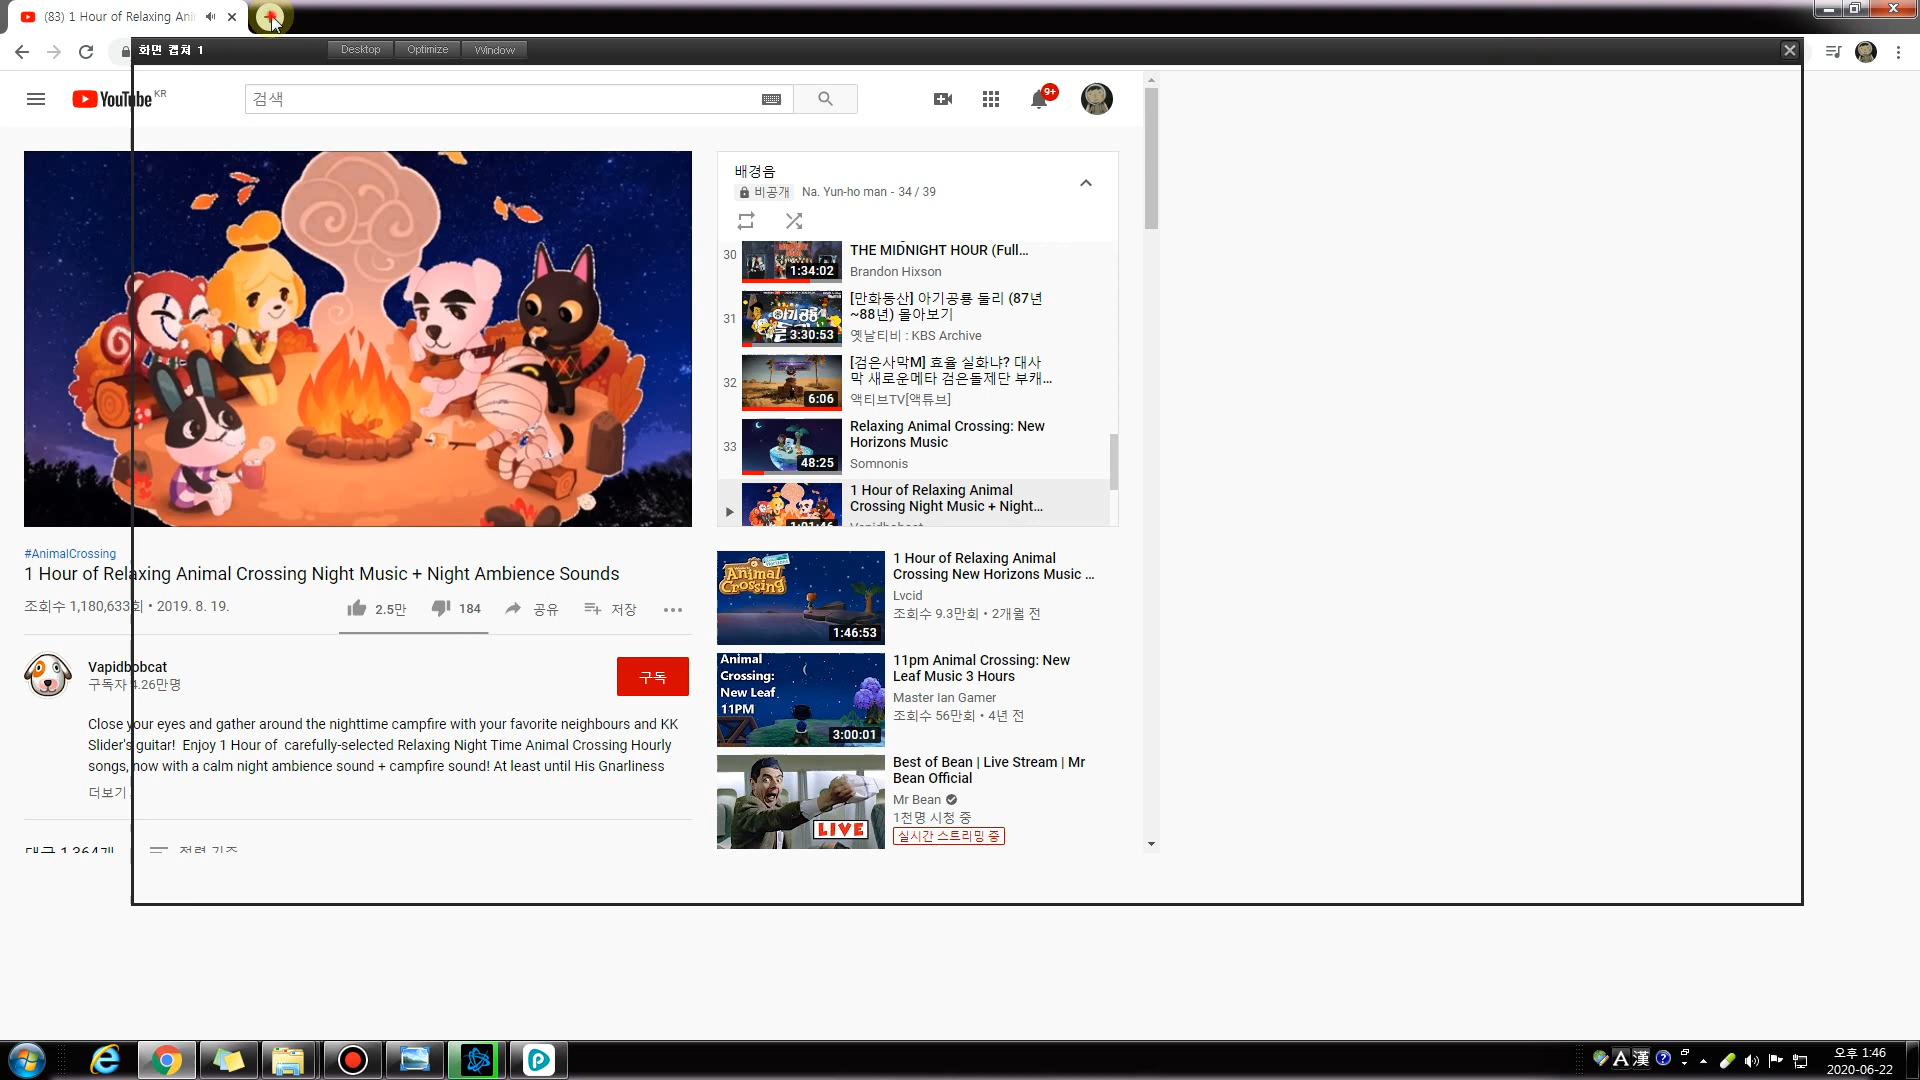 (83) 1 Hour of Relaxing Ani
화면 캡쳐 1
Desktop
Optimize
Window
YouTube KR
검색
9+
배경음
비공개 Na. Yun-ho man - 34 / 39
30
1:34:02
THE MIDNIGHT HOUR (Full...
Brandon Hixson
31
3:30:53
[만화동산] 아기공룡 둘리 (87년
~88년) 몰아보기
옛날티비 : KBS Archive
32
6:06
[검은사막M] 효율 실화냐? 대사
막 새로운메타 검은돌제단 부캐...
액티브TV[액튜브]
33
48:25
Relaxing Animal Crossing: New
Horizons Music
Somnonis
1 Hour of Relaxing Animal
Crossing Night Music + Night...
#AnimalCrossing
1 Hour of Relaxing Animal Crossing Night Music + Night Ambience Sounds
조회수 1,180,633회 • 2019. 8. 19.
2.5만
184
공유
저장
Vapidbobcat
구독자 4.26만명
구독
Close your eyes and gather around the nighttime campfire with your favorite neighbours and KK
Slider's guitar! Enjoy 1 Hour of carefully-selected Relaxing Night Time Animal Crossing Hourly
songs, now with a calm night ambience sound + campfire sound! At least until His Gnarliness
더보기
댓글 1,364개
정렬 기준
Animal Crossing
1:46:53
1 Hour of Relaxing Animal
Crossing New Horizons Music ...
Lvcid
조회수 9.3만회 • 2개월 전
Animal
Crossing:
New Leaf
11PM
3:00:01
11pm Animal Crossing: New
Leaf Music 3 Hours
Master Ian Gamer
조회수 56만회 • 4년 전
LIVE
Best of Bean | Live Stream | Mr
Bean Official
Mr Bean
1천명 시청 중
실시간 스트리밍 중
A 漢
오후 1:46
2020-06-22